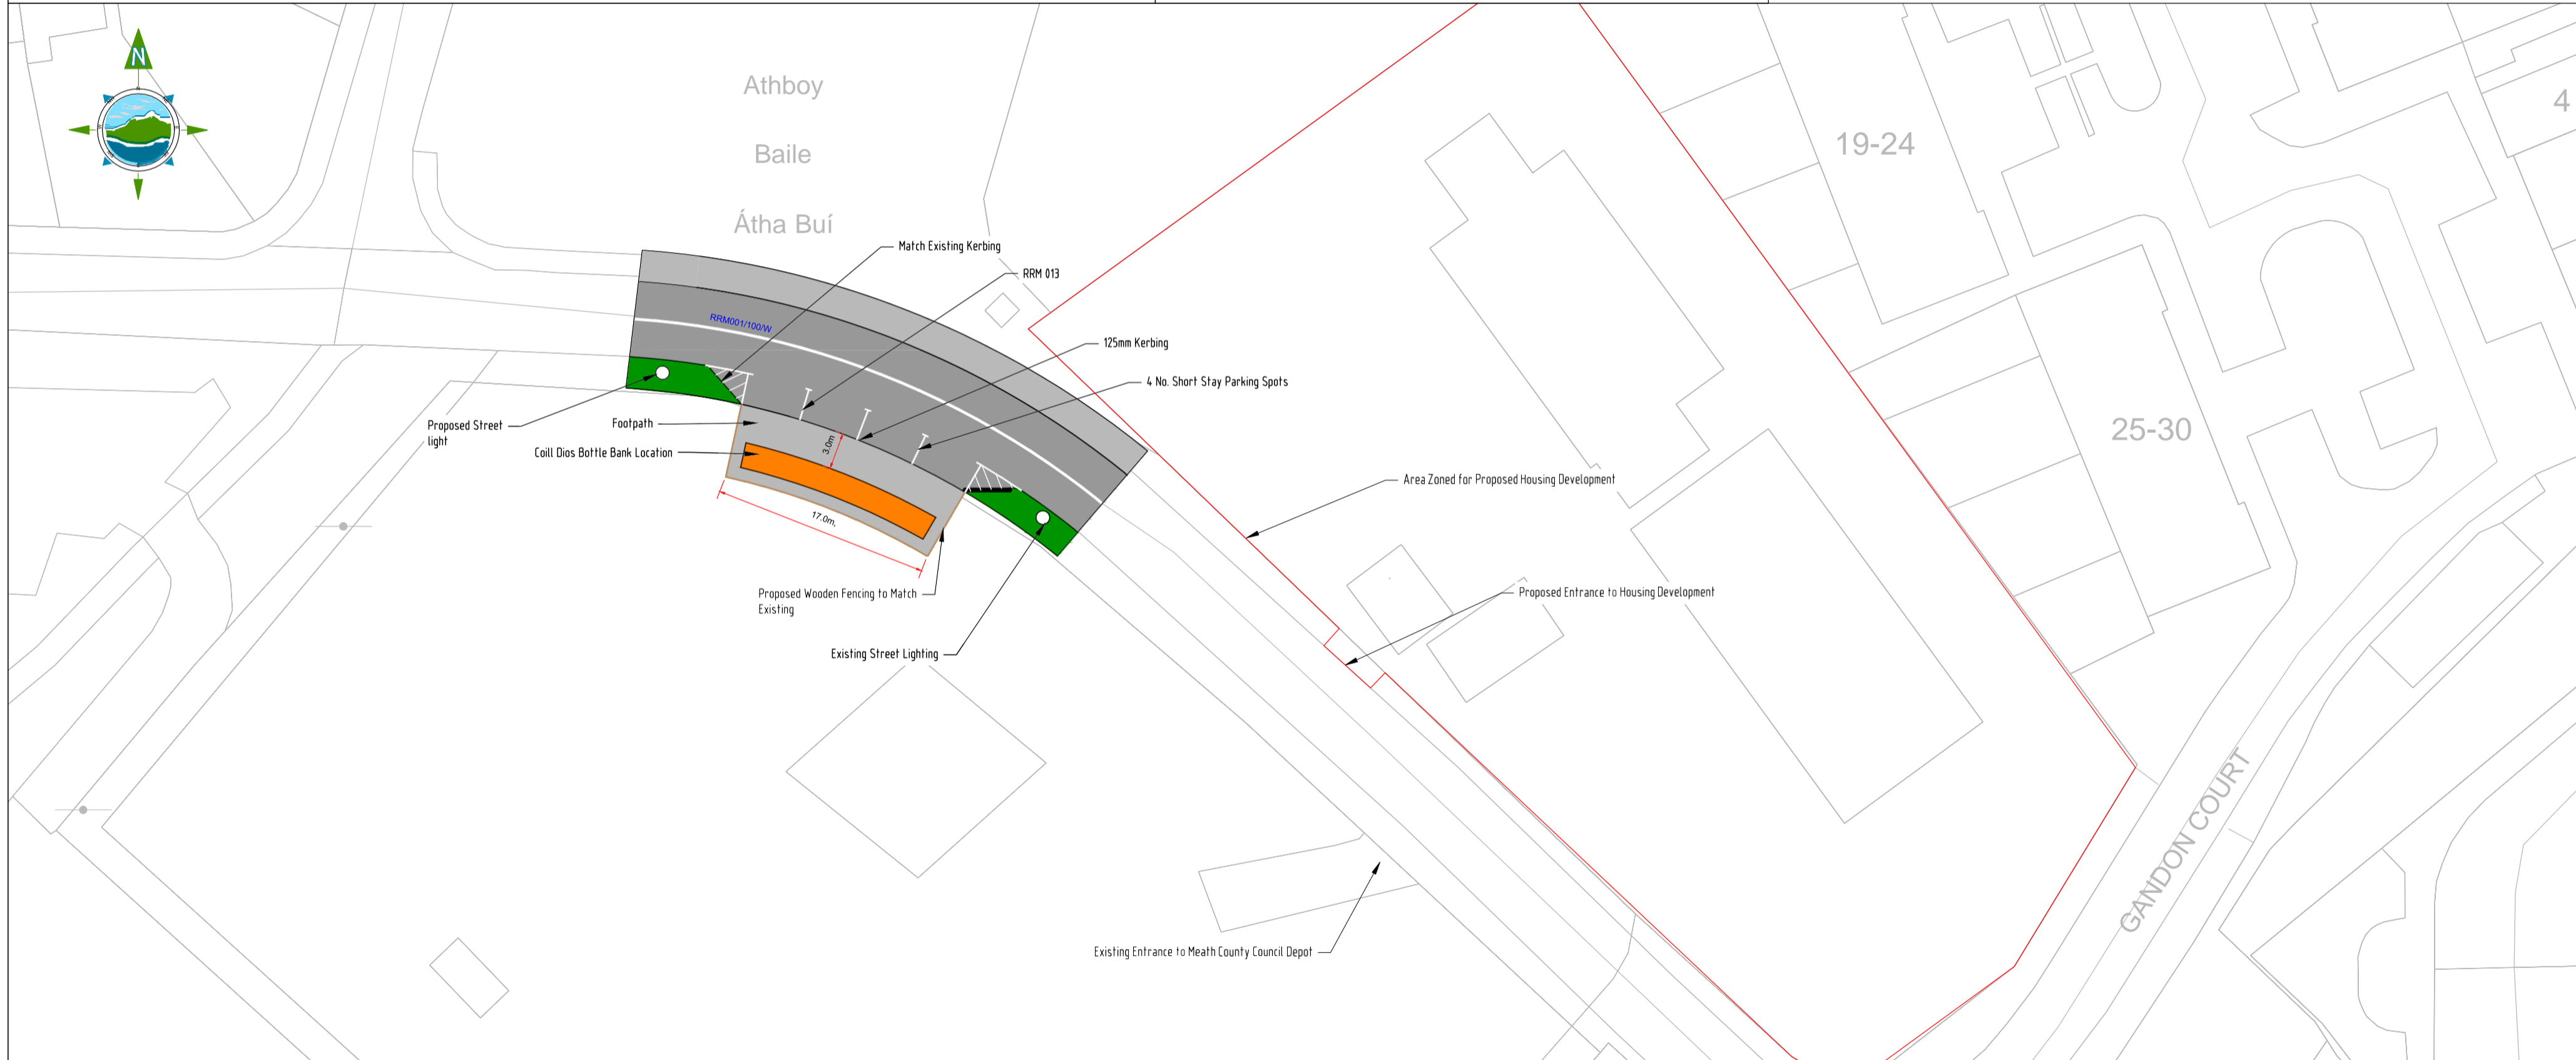 N
Athboy
Baile
Átha Buí
19-24
4
Match Existing Kerbing
RRM 013
RRM001/100/W
125mm Kerbing
4 No. Short Stay Parking Spots
Proposed Street
light
Footpath
Coill Dios Bottle Bank Location
3.0m
17.0m,
25-30
Area Zoned for Proposed Housing Development
Proposed Wooden Fencing to Match
Existing
Proposed Entrance to Housing Development
Existing Street Lighting
GANDON COURT
Existing Entrance to Meath County Council Depot